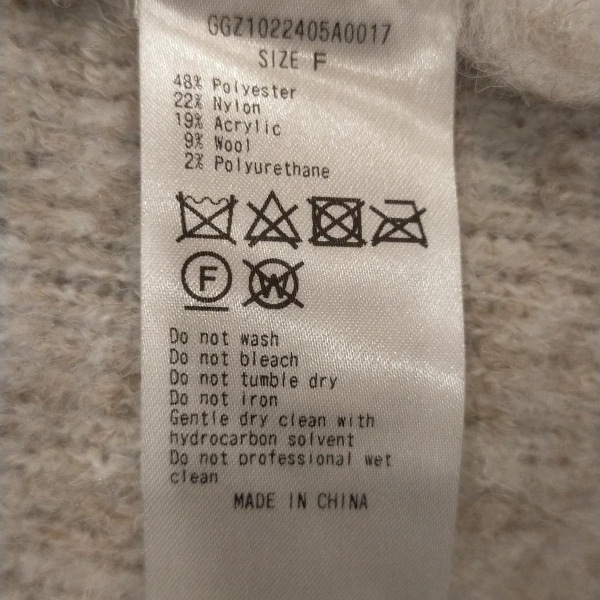 GGZ1022405A0017
SIZE F
48% Polyester
22% Nylon
19% Acrylic
9% Wool
2% Polyurethane
F W
Do not wash
Do not bleach
Do not tumble dry
Do not iron
Gentle dry clean with
hydrocarbon solvent
Do not professional wet
clean
MADE IN CHINA